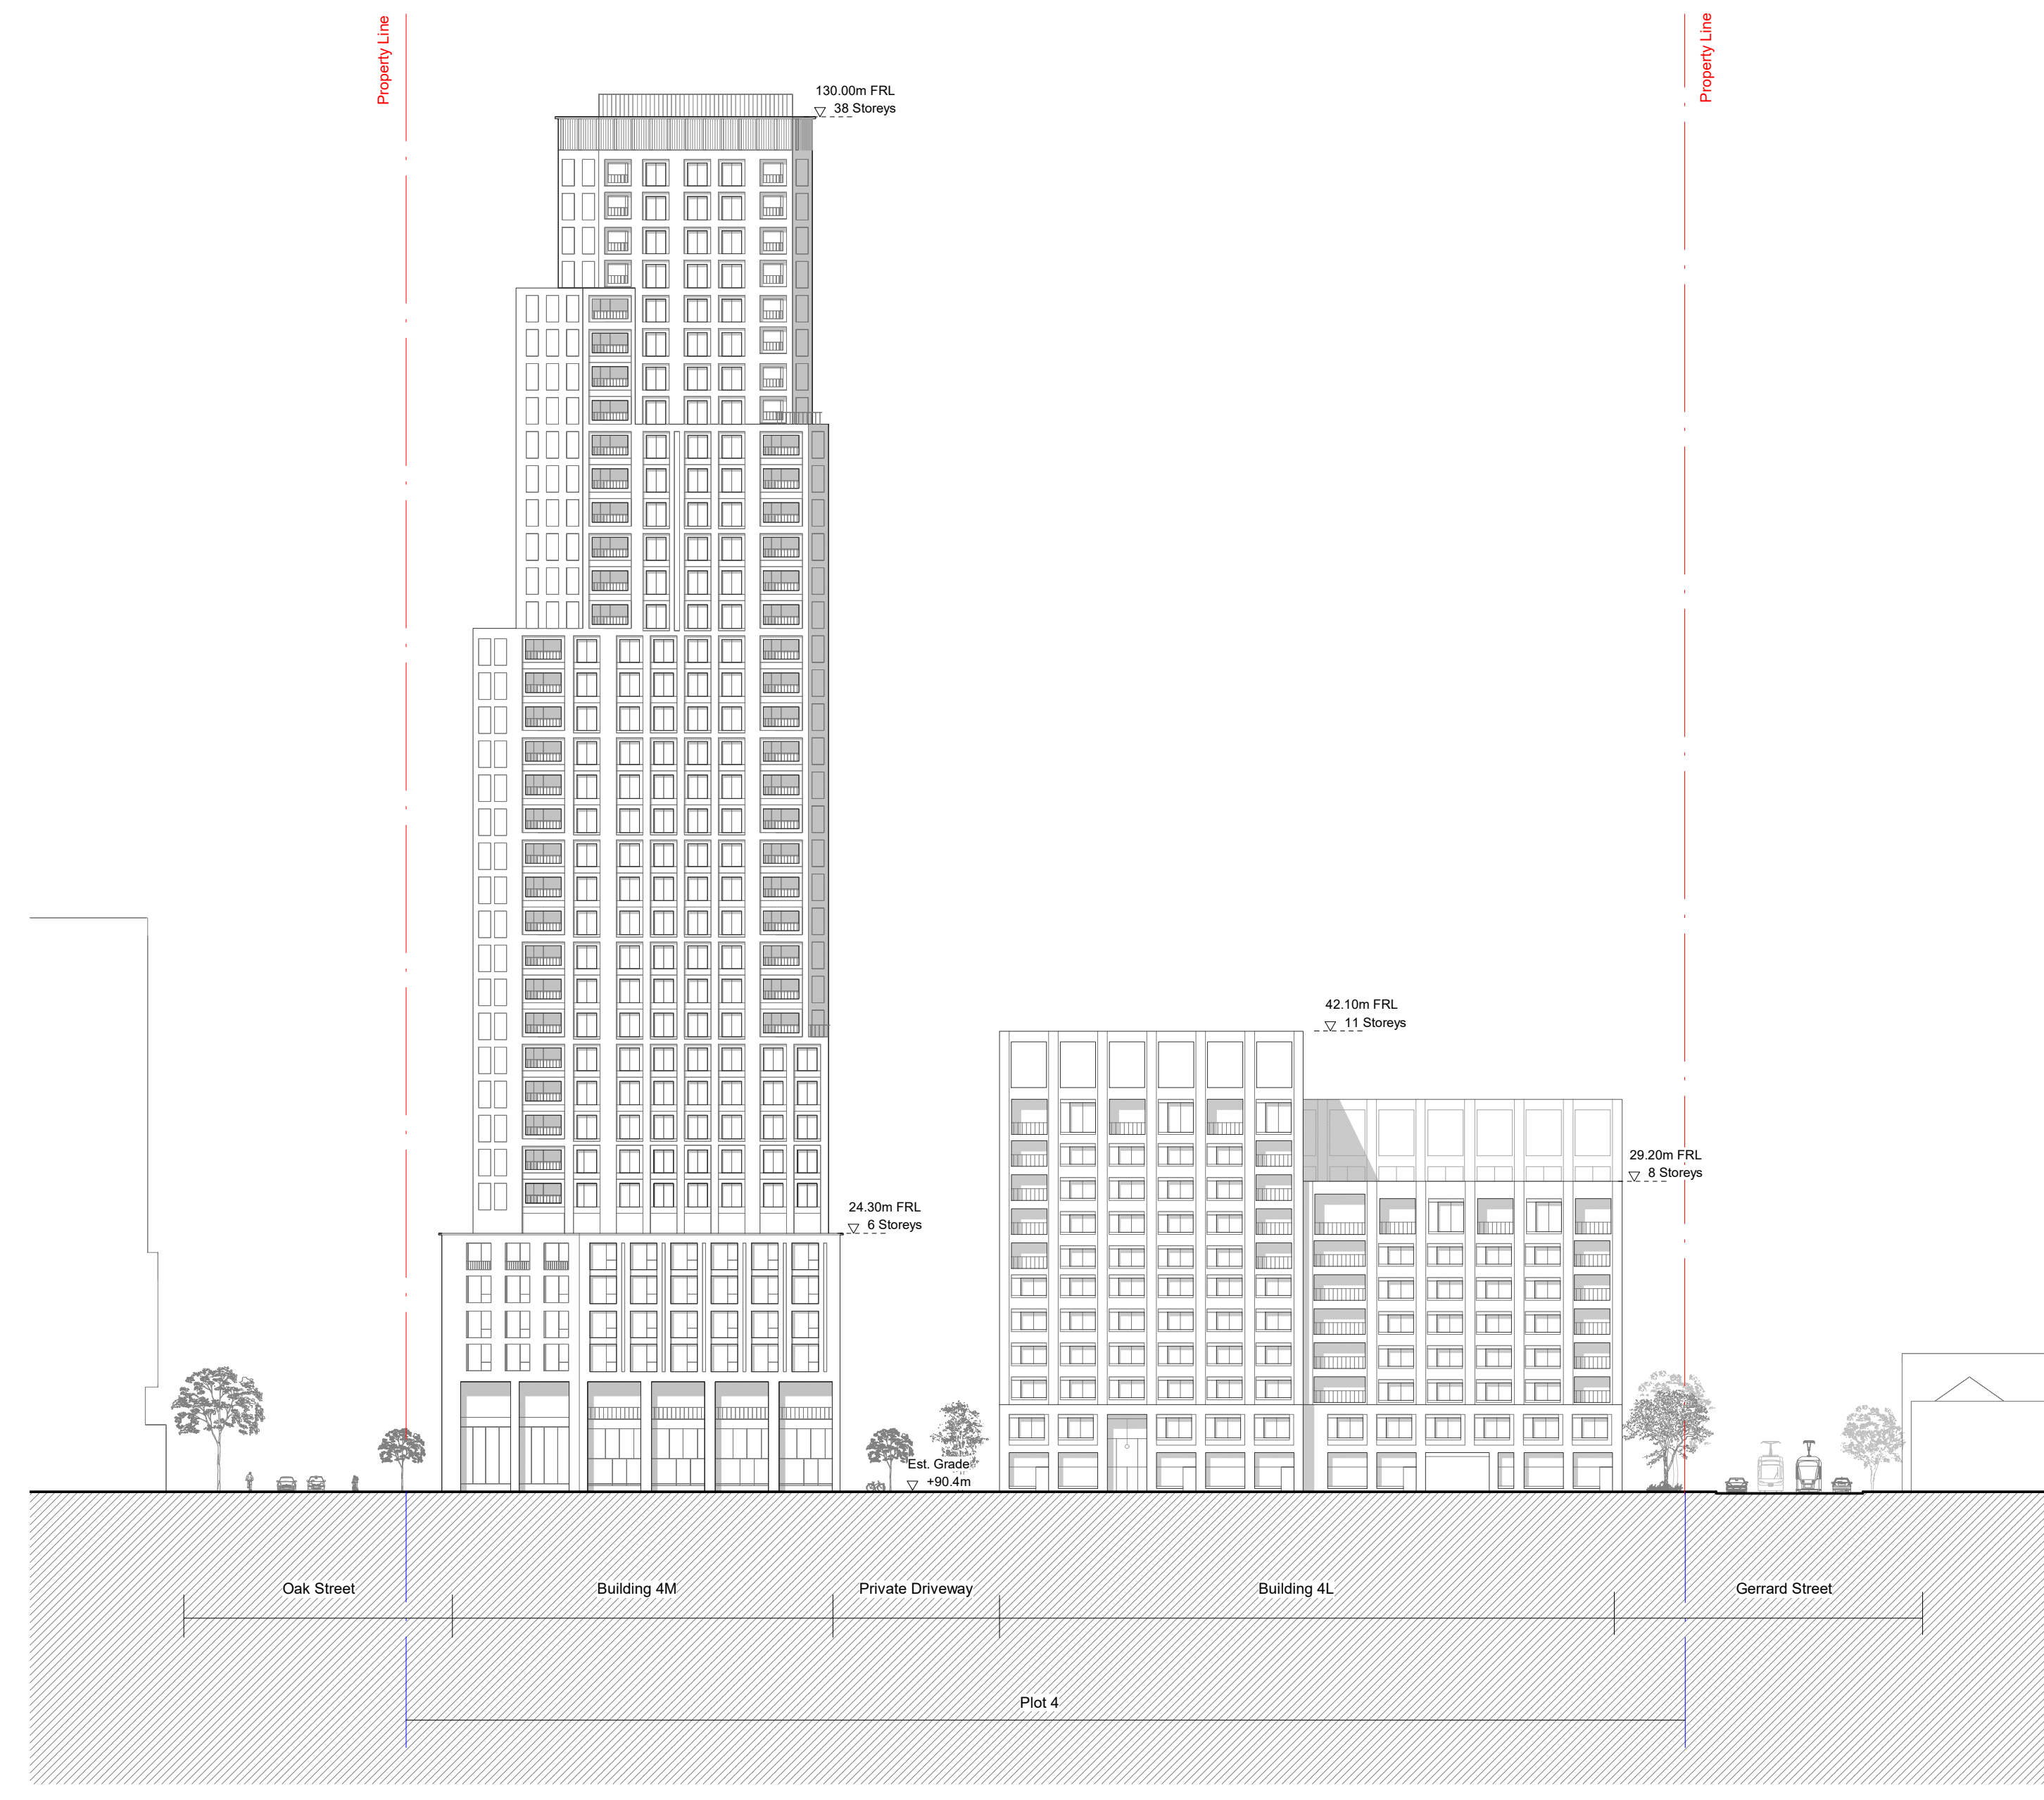 Property Line
Property Line
130.00m FRL
38 Storeys
42.10m FRL
11 Storeys
29.20m FRL
8 Storeys
24.30m FRL
6 Storeys
Est. Grade
+90.4m
Oak Street
Building 4M
Private Driveway
Building 4L
Gerrard Street
Plot 4